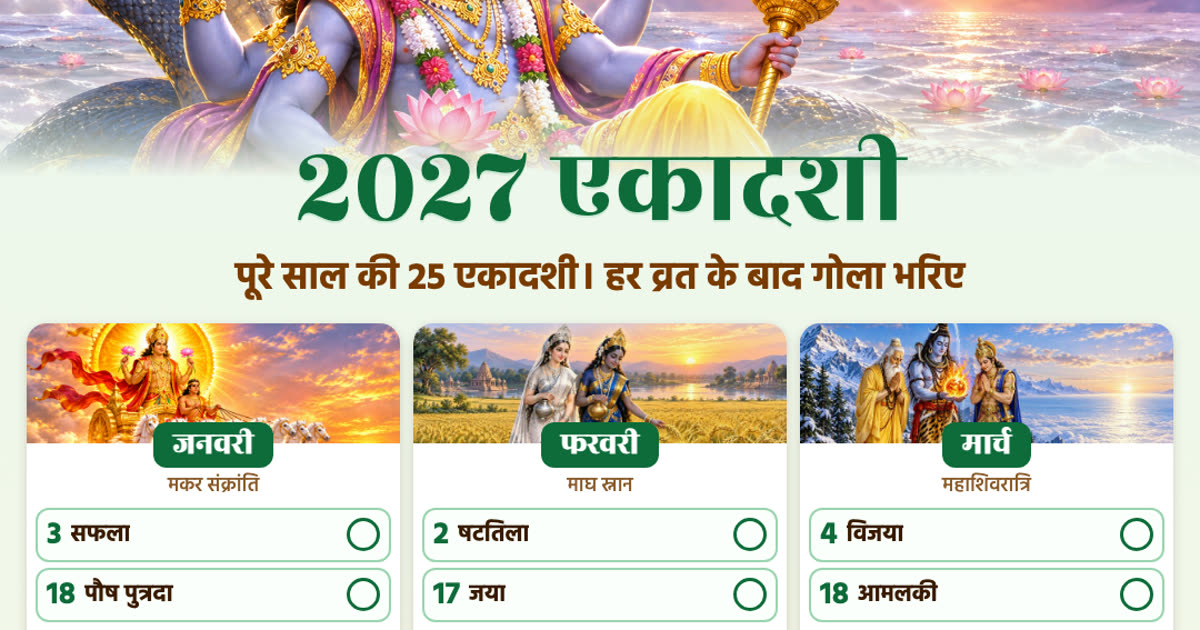 2027 एकादशी
पूरे साल की 25 एकादशी। हर व्रत के बाद गोला भरिए
जनवरी
मकर संक्रांति
3 सफला
18 पौष पुत्रदा
फरवरी
माघ स्नान
2 षटतिला
17 जया
मार्च
महाशिवरात्रि
4 विजया
18 आमलकी